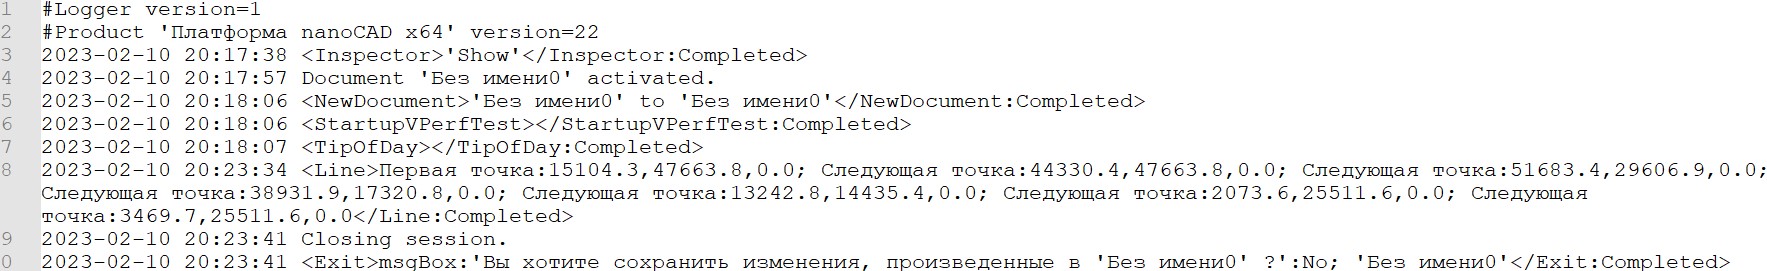 1 #Logger version=1
2 #Product 'Платформа nanoCAD x64' version=22
3 2023-02-10 20:17:38 <Inspector>'Show'</Inspector:Completed>
4 2023-02-10 20:17:57 Document 'Без имени0' activated.
5 2023-02-10 20:18:06 <NewDocument>'Без имени0' to 'Без имени0'</NewDocument:Completed>
6 2023-02-10 20:18:06 <StartupVPerfTest></StartupVPerfTest:Completed>
7 2023-02-10 20:18:07 <TipOfDay></TipOfDay:Completed>
8 2023-02-10 20:23:34 <Line>Первая точка:15104.3,47663.8,0.0; Следующая точка:44330.4,47663.8,0.0; Следующая точка:51683.4,29606.9,0.0;
Следующая точка:38931.9,17320.8,0.0; Следующая точка:13242.8,14435.4,0.0; Следующая точка:2073.6,25511.6,0.0; Следующая
точка:3469.7,25511.6,0.0</Line:Completed>
9 2023-02-10 20:23:41 Closing session.
0 2023-02-10 20:23:41 <Exit>msgBox:'Вы хотите сохранить изменения, произведенные в 'Без имени0' ?':No; 'Без имени0'</Exit:Completed>